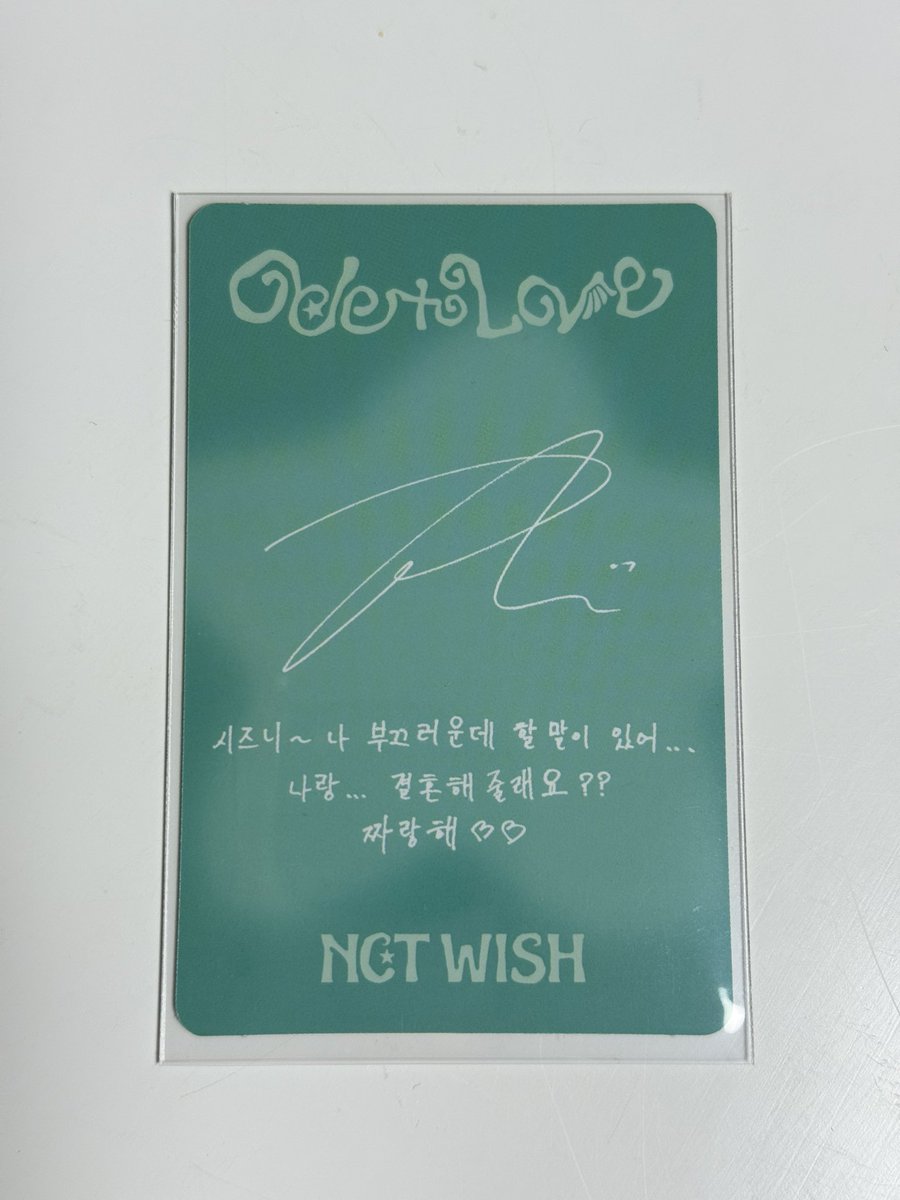 Ode to Love
시즈니~ 나 부끄러운데 할 말이 있어...
나랑... 결혼해 줄래요??
짜랑해 ♡♡
NCT WISH